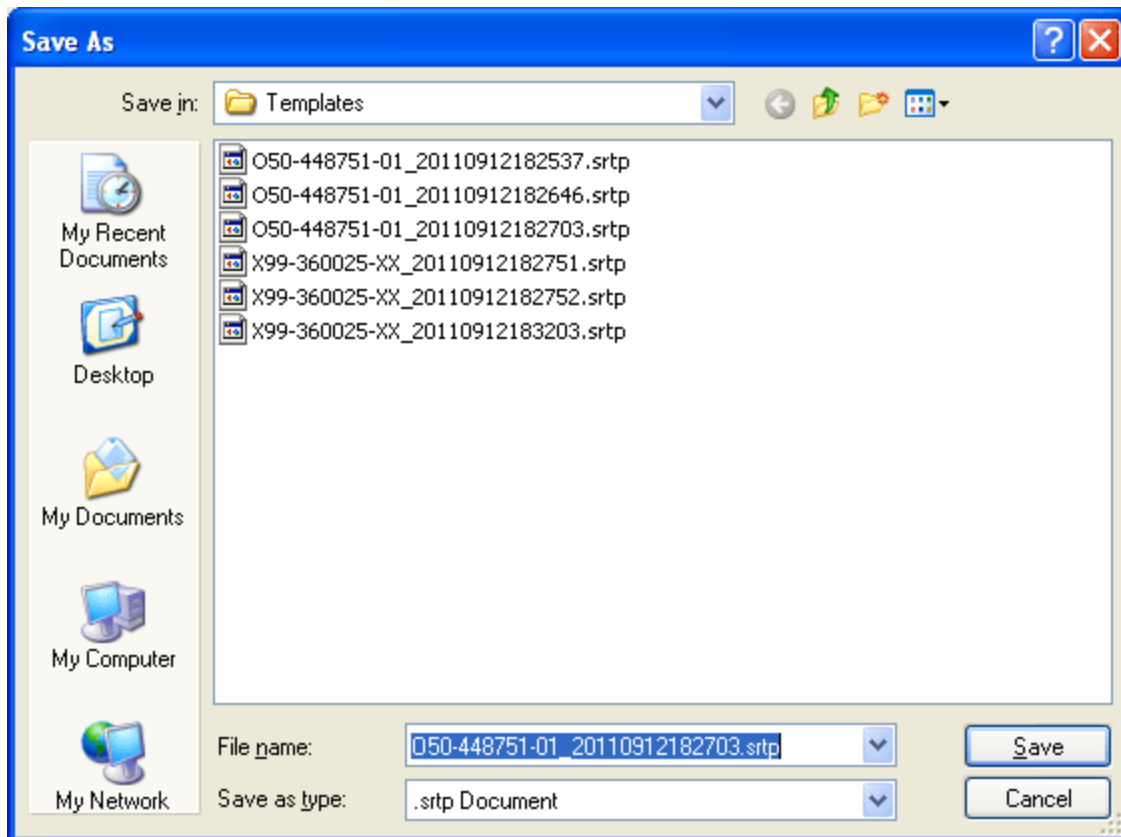 Save As
Save in:
Templates
My Recent
Documents
Desktop
My Documents
My Computer
My Network
O50-448751-01_20110912182537.srtp
O50-448751-01_20110912182646.srtp
O50-448751-01_20110912182703.srtp
X99-360025-XX_20110912182751.srtp
X99-360025-XX_20110912182752.srtp
X99-360025-XX_20110912183203.srtp
File name:
O50-448751-01_20110912182703.srtp
Save
Save as type:
.srtp Document
Cancel